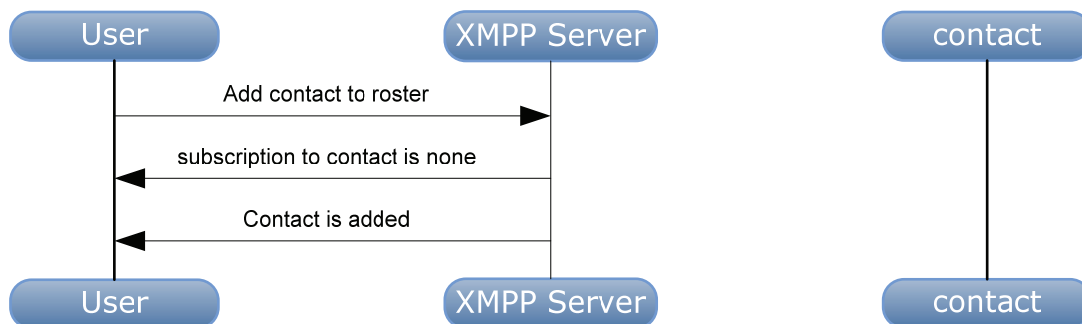 User
XMPP Server
contact
Add contact to roster
subscription to contact is none
Contact is added
User
XMPP Server
contact